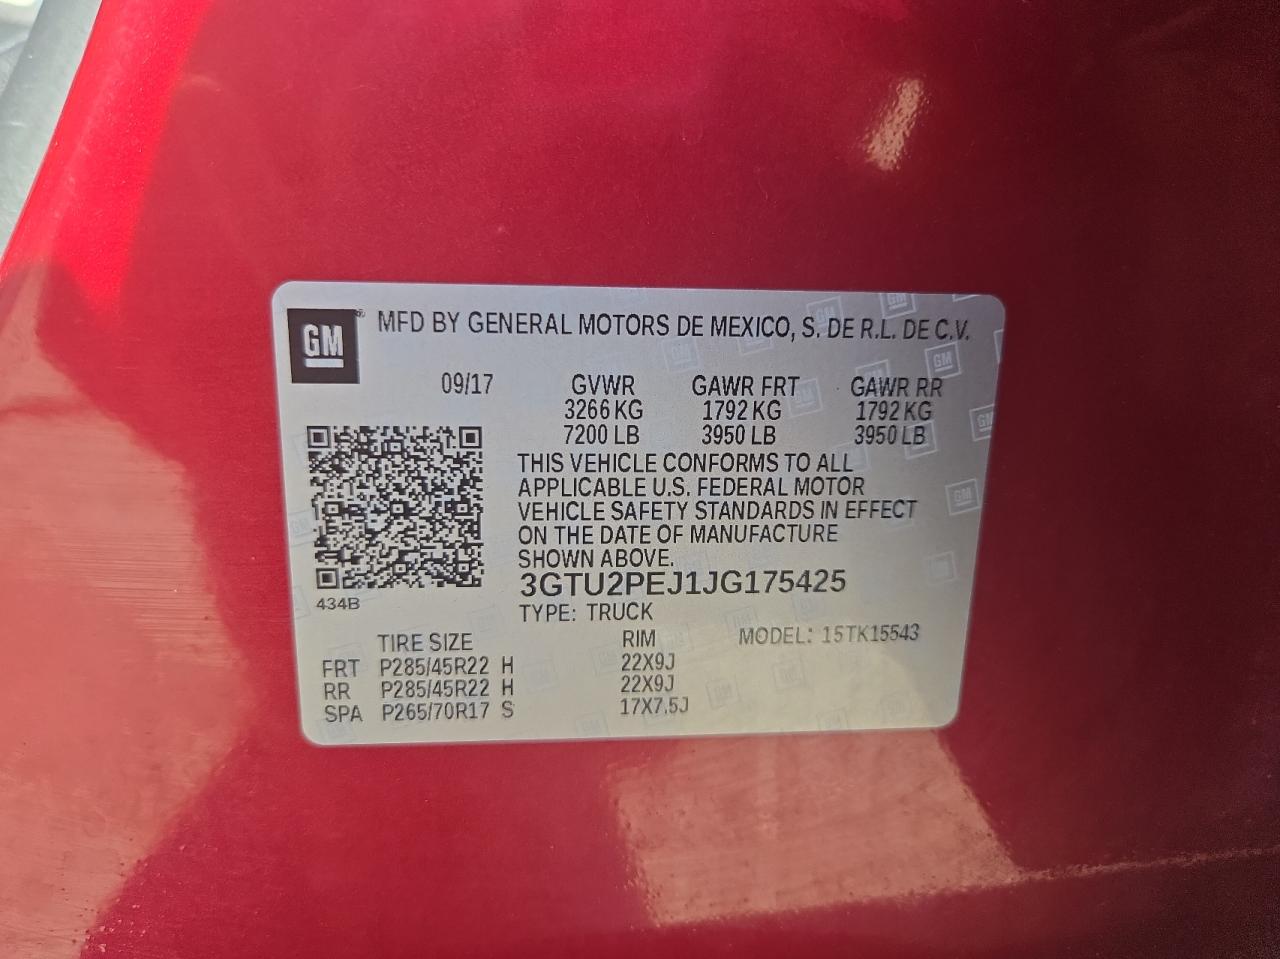 GM ® MFD BY GENERAL MOTORS DE MEXICO, S. DE R.L. DE C.V.
09/17 GVWR GAWR FRT GAWR RR
3266 KG 1792 KG 1792 KG
7200 LB 3950 LB 3950 LB
THIS VEHICLE CONFORMS TO ALL
APPLICABLE U.S. FEDERAL MOTOR
VEHICLE SAFETY STANDARDS IN EFFECT
ON THE DATE OF MANUFACTURE
SHOWN ABOVE.
3GTU2PEJ1JG175425
434B
TYPE: TRUCK
TIRE SIZE RIM MODEL: 15TK15543
FRT P285/45R22 H 22X9J
RR P285/45R22 H 22X9J
SPA P265/70R17 S 17X7.5J